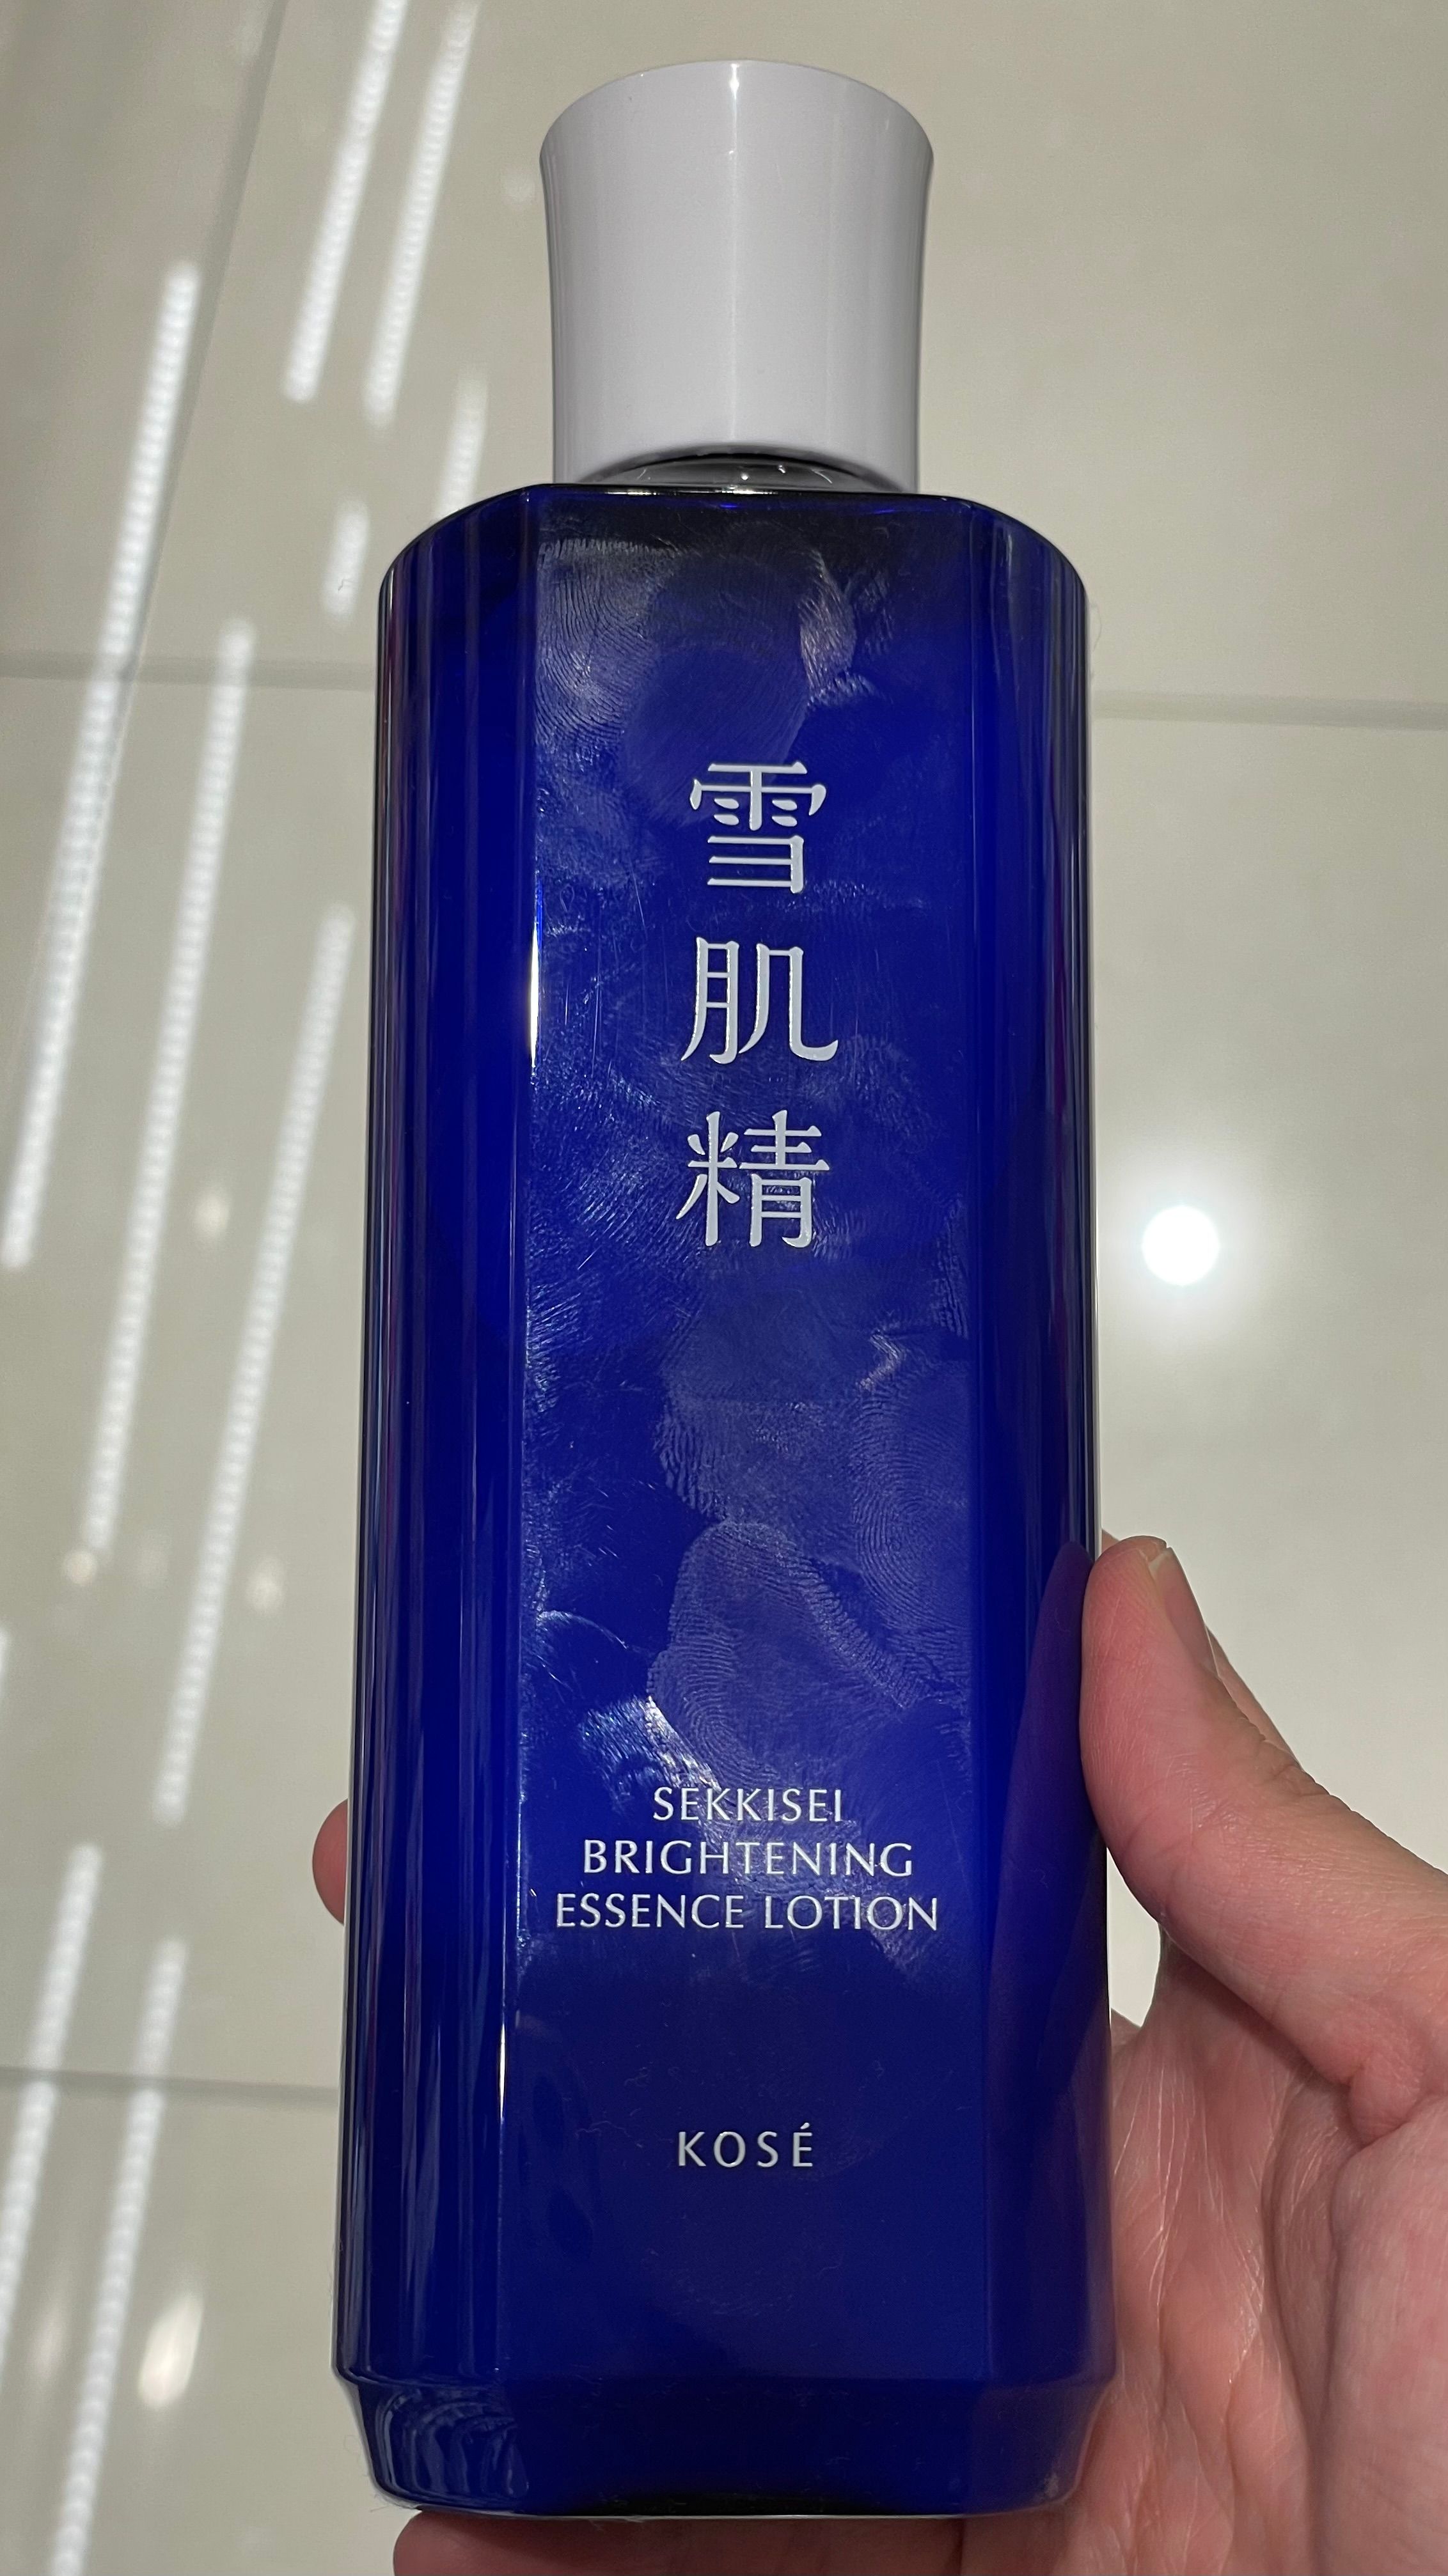 雪肌精
SEKKISEI
BRIGHTENING
ESSENCE LOTION
KOSÉ